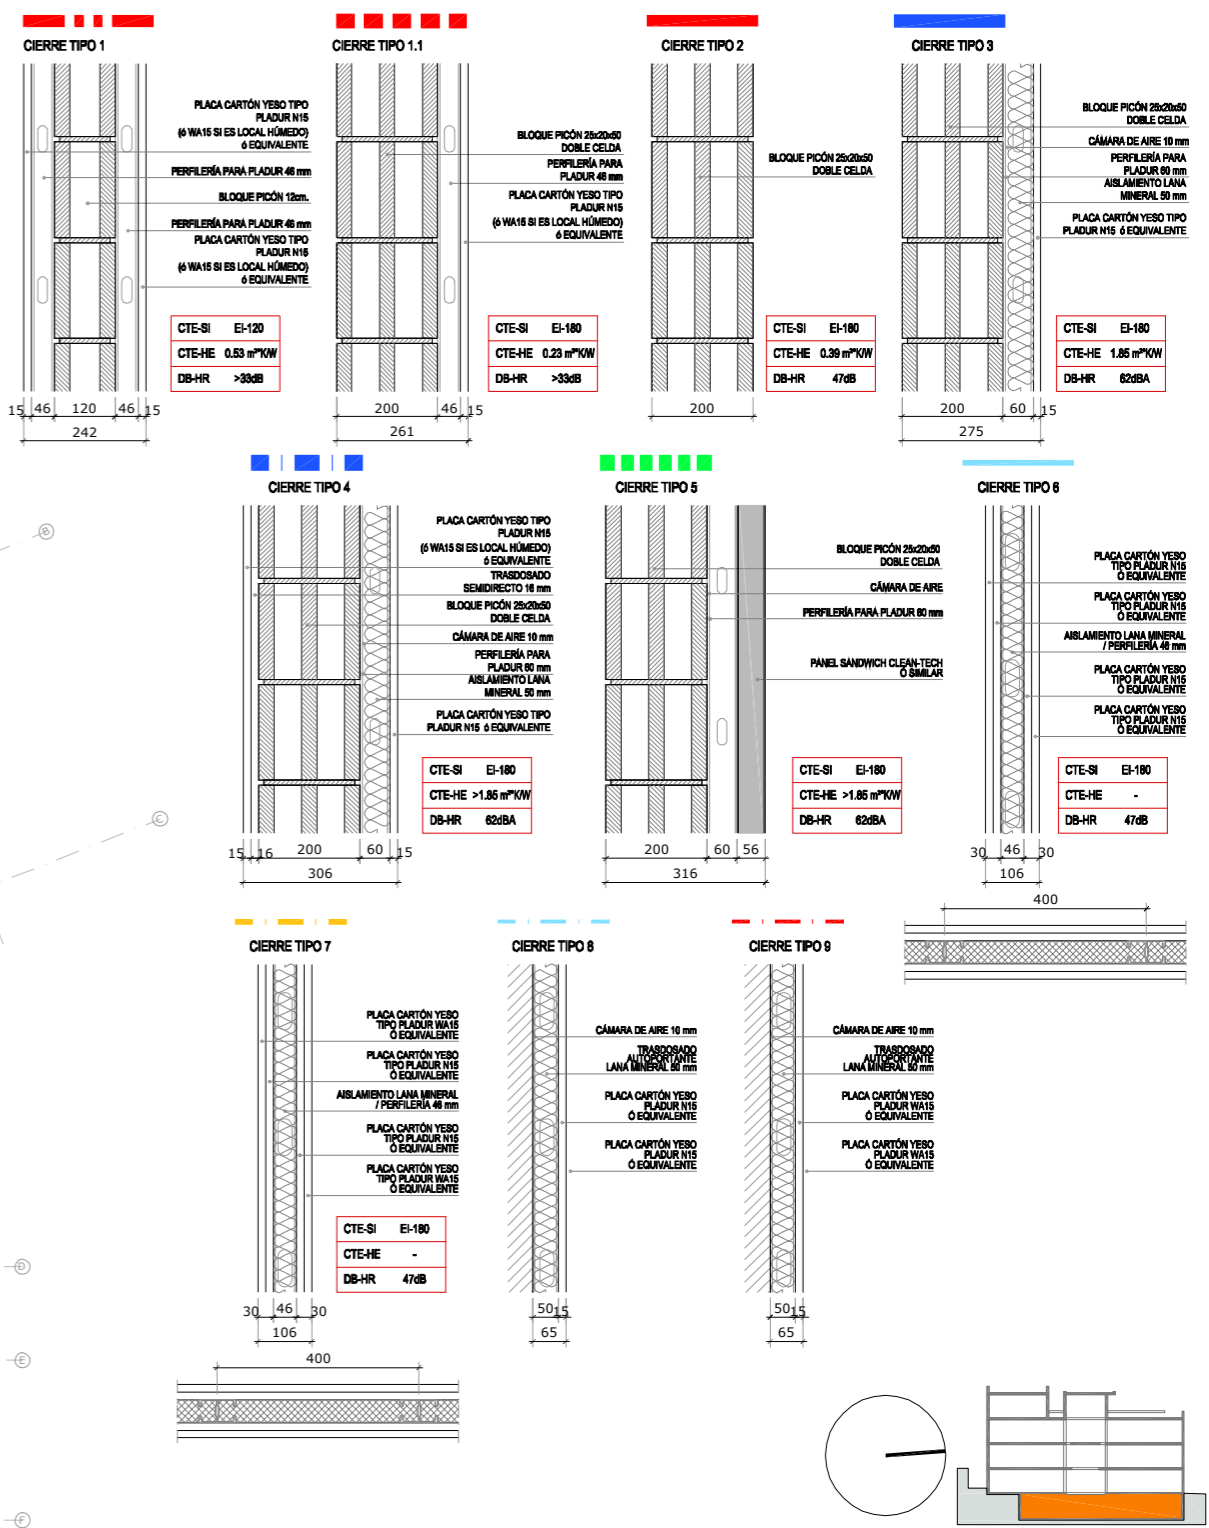 CIERRE TIPO 1
PLACA CARTÓN YESO TIPO
PLADUR N15
(ó WA15 SI ES LOCAL HÚMEDO)
ó EQUIVALENTE
PERFILERÍA PARA PLADUR 46 mm
BLOQUE PICÓN 12cm.
PERFILERÍA PARA PLADUR 46 mm
PLACA CARTÓN YESO TIPO
PLADUR N15
(ó WA15 SI ES LOCAL HÚMEDO)
ó EQUIVALENTE
CTE-SI EI-120
CTE-HE 0.53 m²ºK/W
DB-HR >33dB
15 46 120 46 15
242
CIERRE TIPO 1.1
BLOQUE PICÓN 25x20x50
DOBLE CELDA
PERFILERÍA PARA
PLADUR 46 mm
PLACA CARTÓN YESO TIPO
PLADUR N15
(ó WA15 SI ES LOCAL HÚMEDO)
ó EQUIVALENTE
CTE-SI EI-180
CTE-HE 0.23 m²ºK/W
DB-HR >33dB
200 46 15
261
CIERRE TIPO 2
BLOQUE PICÓN 25x20x50
DOBLE CELDA
CTE-SI EI-180
CTE-HE 0.39 m²ºK/W
DB-HR 47dB
200
CIERRE TIPO 3
BLOQUE PICÓN 25x20x50
DOBLE CELDA
CÁMARA DE AIRE 10 mm
PERFILERÍA PARA
PLADUR 60 mm
AISLAMIENTO LANA
MINERAL 50 mm
PLACA CARTÓN YESO TIPO
PLADUR N15 ó EQUIVALENTE
CTE-SI EI-180
CTE-HE 1.85 m²ºK/W
DB-HR 62dBA
200 60 15
275
CIERRE TIPO 4
PLACA CARTÓN YESO TIPO
PLADUR N15
(ó WA15 SI ES LOCAL HÚMEDO)
ó EQUIVALENTE
TRASDOSADO
SEMIDIRECTO 16 mm
BLOQUE PICÓN 25x20x50
DOBLE CELDA
CÁMARA DE AIRE 10 mm
PERFILERÍA PARA
PLADUR 60 mm
AISLAMIENTO LANA
MINERAL 50 mm
PLACA CARTÓN YESO TIPO
PLADUR N15 ó EQUIVALENTE
CTE-SI EI-180
CTE-HE >1.85 m²ºK/W
DB-HR 62dBA
15 16 200 60 15
306
CIERRE TIPO 5
BLOQUE PICÓN 25x20x50
DOBLE CELDA
CÁMARA DE AIRE
PERFILERÍA PARA PLADUR 60 mm
PANEL SANDWICH CLEAN-TECH
Ó SIMILAR
CTE-SI EI-180
CTE-HE >1.85 m²ºK/W
DB-HR 62dBA
200 60 56
316
CIERRE TIPO 6
PLACA CARTÓN YESO
TIPO PLADUR N15
Ó EQUIVALENTE
PLACA CARTÓN YESO
TIPO PLADUR N15
Ó EQUIVALENTE
AISLAMIENTO LANA MINERAL
/ PERFILERÍA 46 mm
PLACA CARTÓN YESO
TIPO PLADUR N15
Ó EQUIVALENTE
PLACA CARTÓN YESO
TIPO PLADUR N15
Ó EQUIVALENTE
CTE-SI EI-180
CTE-HE -
DB-HR 47dB
30 46 30
106
400
CIERRE TIPO 7
PLACA CARTÓN YESO
TIPO PLADUR WA15
Ó EQUIVALENTE
PLACA CARTÓN YESO
TIPO PLADUR N15
Ó EQUIVALENTE
AISLAMIENTO LANA MINERAL
/ PERFILERÍA 46 mm
PLACA CARTÓN YESO
TIPO PLADUR N15
Ó EQUIVALENTE
PLACA CARTÓN YESO
TIPO PLADUR WA15
Ó EQUIVALENTE
CTE-SI EI-180
CTE-HE -
DB-HR 47dB
30 46 30
106
400
CIERRE TIPO 8
CÁMARA DE AIRE 10 mm
TRASDOSADO
AUTOPORTANTE
LANA MINERAL 50 mm
PLACA CARTÓN YESO
PLADUR N15
Ó EQUIVALENTE
PLACA CARTÓN YESO
PLADUR N15
Ó EQUIVALENTE
50 15
65
CIERRE TIPO 9
CÁMARA DE AIRE 10 mm
TRASDOSADO
AUTOPORTANTE
LANA MINERAL 50 mm
PLACA CARTÓN YESO
PLADUR WA15
Ó EQUIVALENTE
PLACA CARTÓN YESO
PLADUR WA15
Ó EQUIVALENTE
50 15
65
B
C
D
E
F